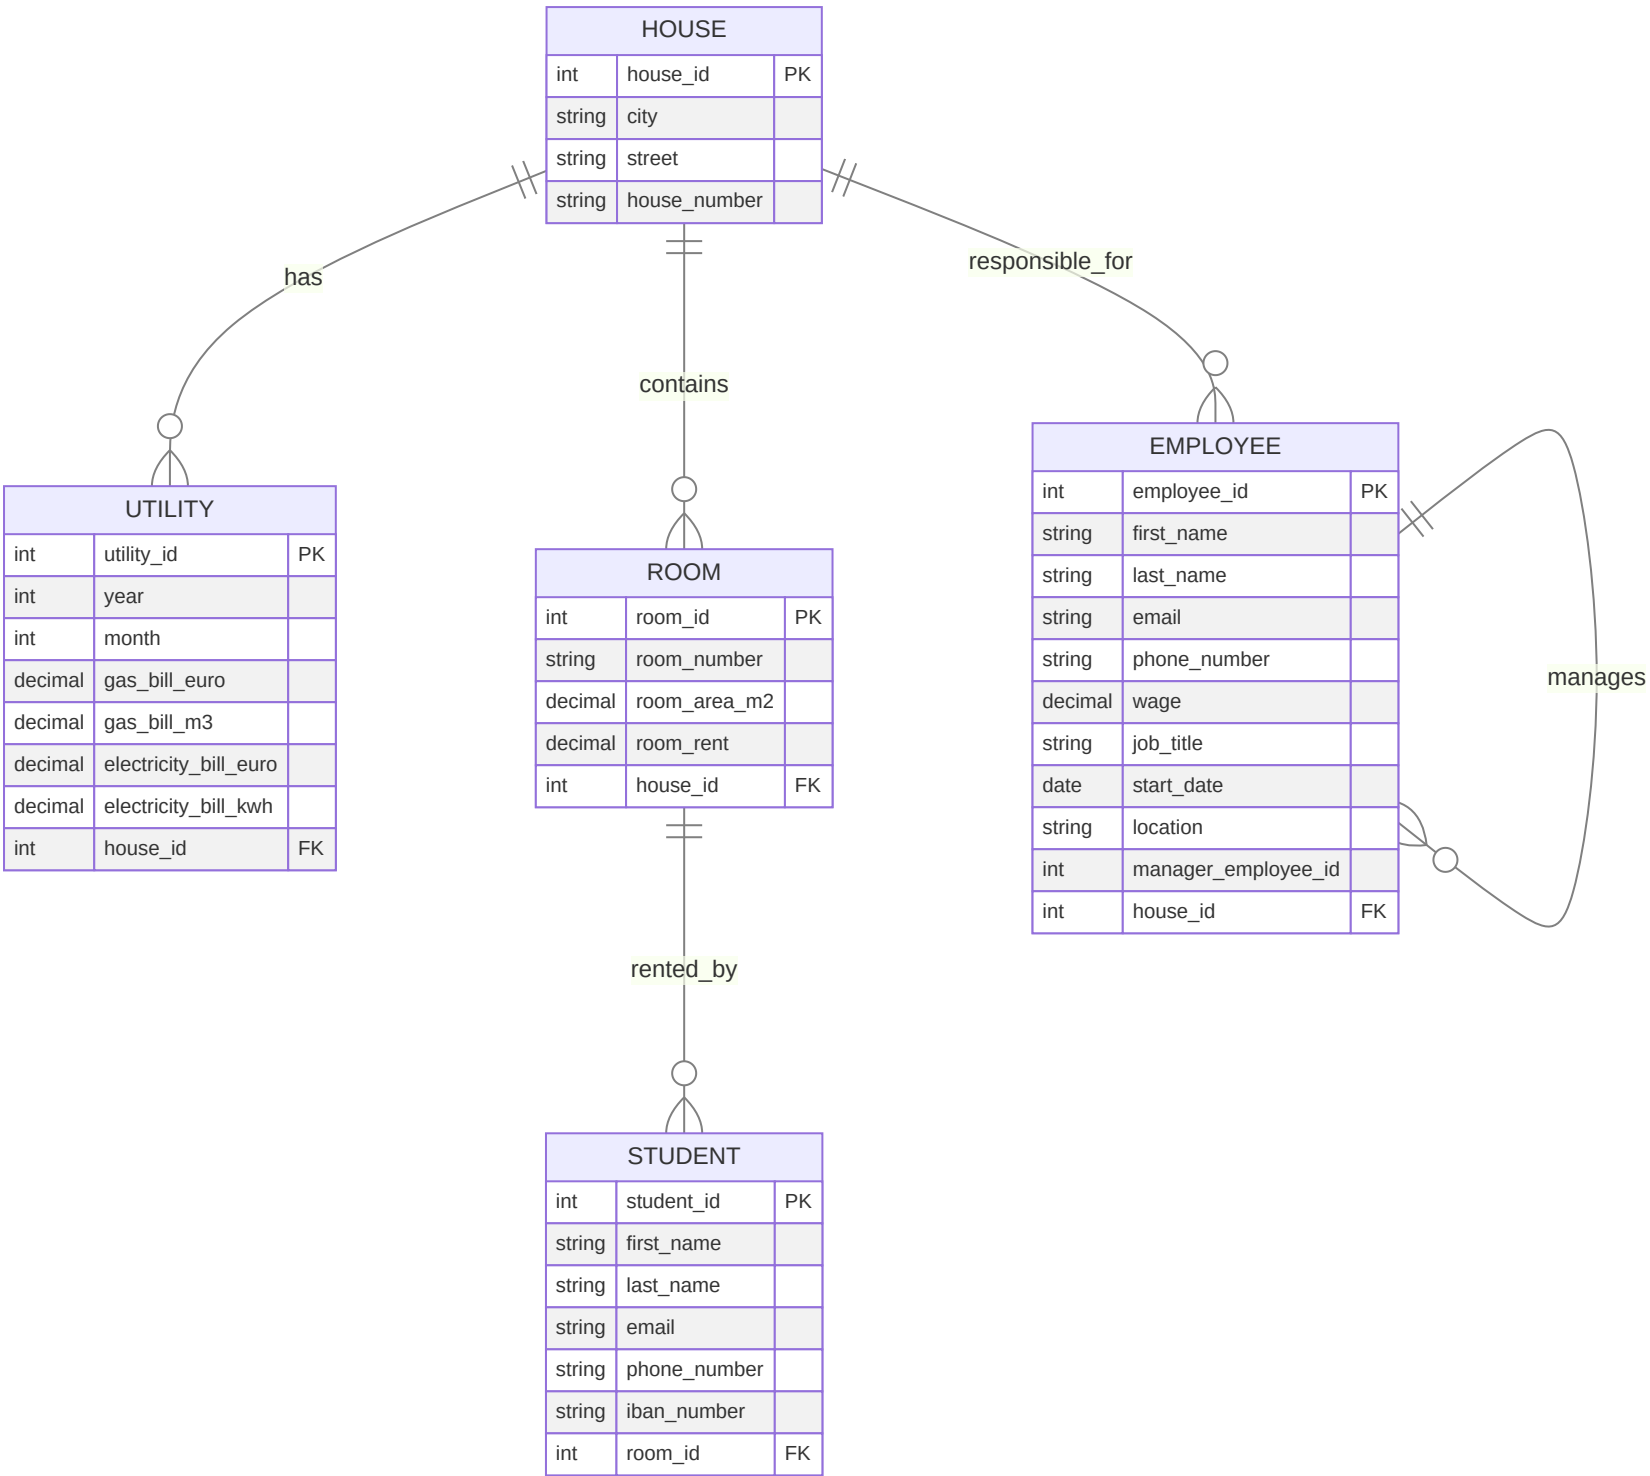 HOUSE
int house_id PK
string city
string street
string house_number
has
contains
responsible_for
UTILITY
int utility_id PK
int year
int month
decimal gas_bill_euro
decimal gas_bill_m3
decimal electricity_bill_euro
decimal electricity_bill_kwh
int house_id FK
ROOM
int room_id PK
string room_number
decimal room_area_m2
decimal room_rent
int house_id FK
EMPLOYEE
int employee_id PK
string first_name
string last_name
string email
string phone_number
decimal wage
string job_title
date start_date
string location
int manager_employee_id
int house_id FK
manages
rented_by
STUDENT
int student_id PK
string first_name
string last_name
string email
string phone_number
string iban_number
int room_id FK